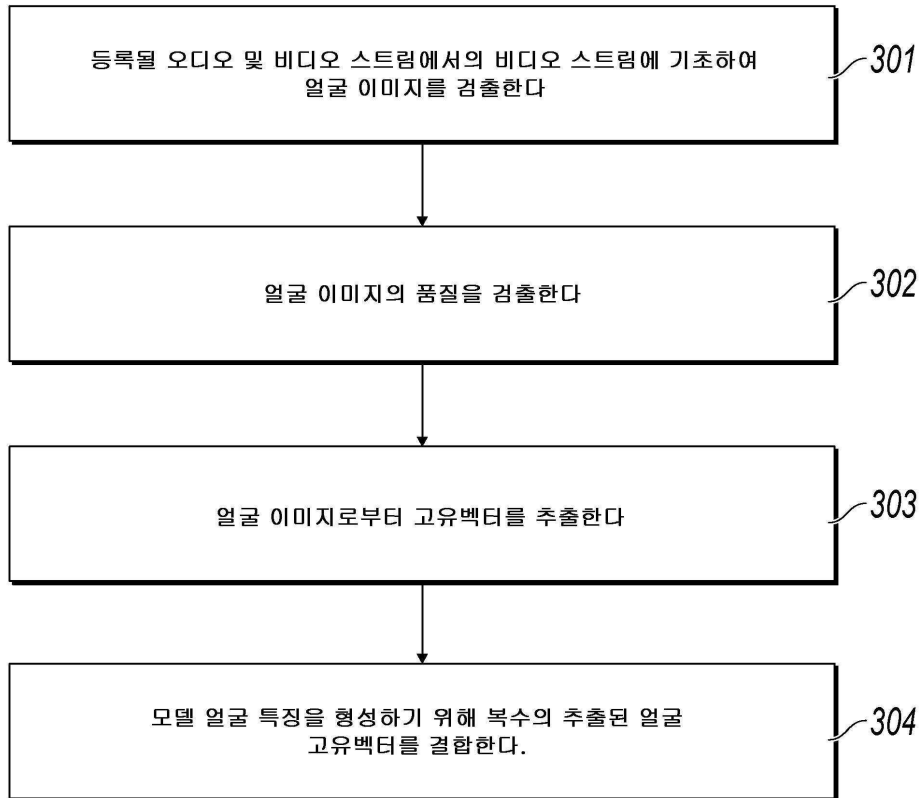 등록될 오디오 및 비디오 스트림에서의 비디오 스트림에 기초하여
얼굴 이미지를 검출한다
301
얼굴 이미지의 품질을 검출한다
302
얼굴 이미지로부터 고유벡터를 추출한다
303
모델 얼굴 특징을 형성하기 위해 복수의 추출된 얼굴
고유벡터를 결합한다.
304